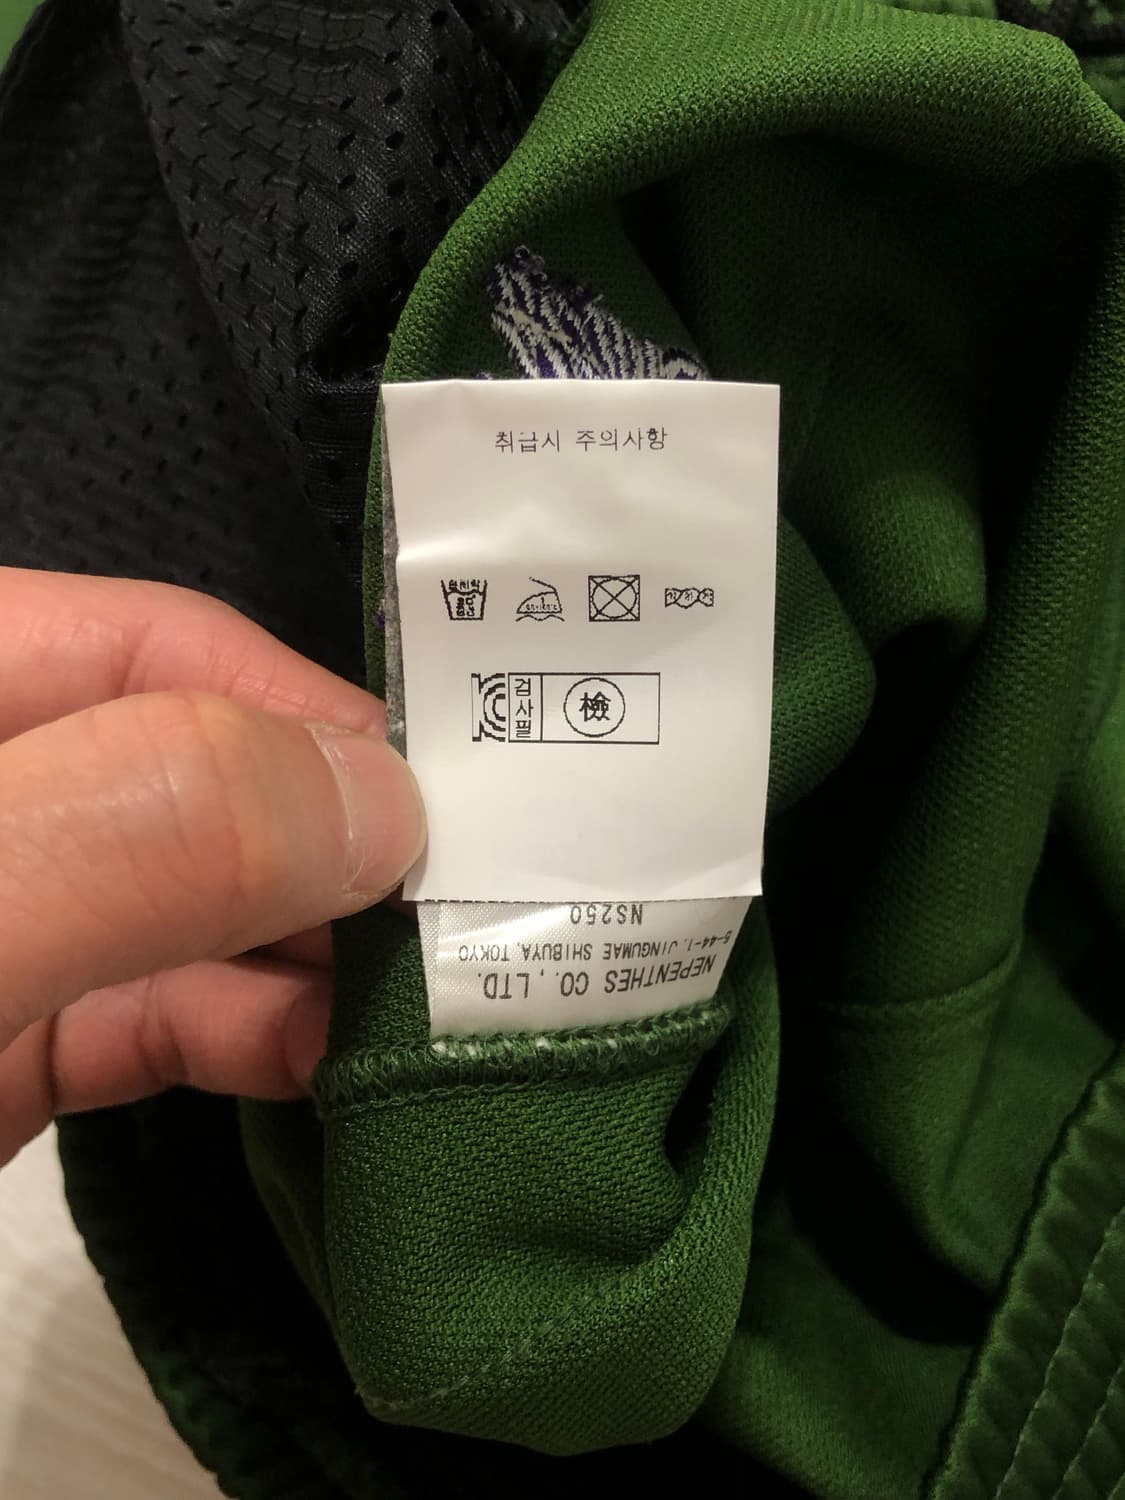 취급시 주의사항
검사필
檢
NS250
5-44-1, JINGUMAE SHIBUYA, TOKYO
NEPENTHES CO., LTD.